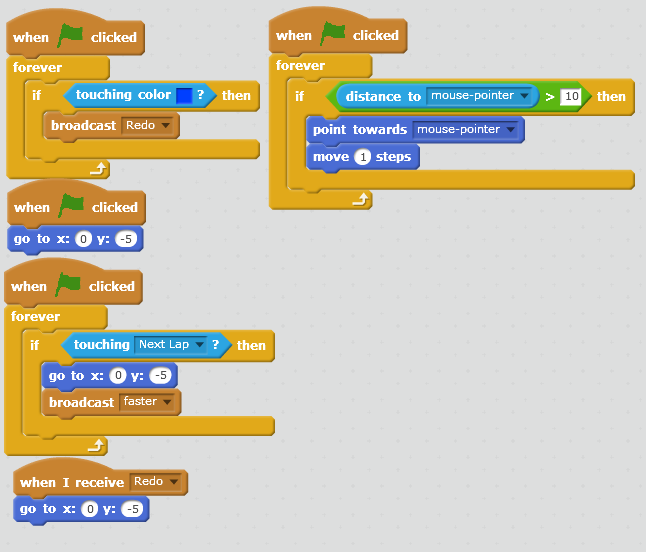 when clicked
forever
if touching color ? then
broadcast Redo
when clicked
go to x: 0 y: -5
when clicked
forever
if touching Next Lap ? then
go to x: 0 y: -5
broadcast faster
when I receive Redo
go to x: 0 y: -5
when clicked
forever
if distance to mouse-pointer > 10 then
point towards mouse-pointer
move 1 steps